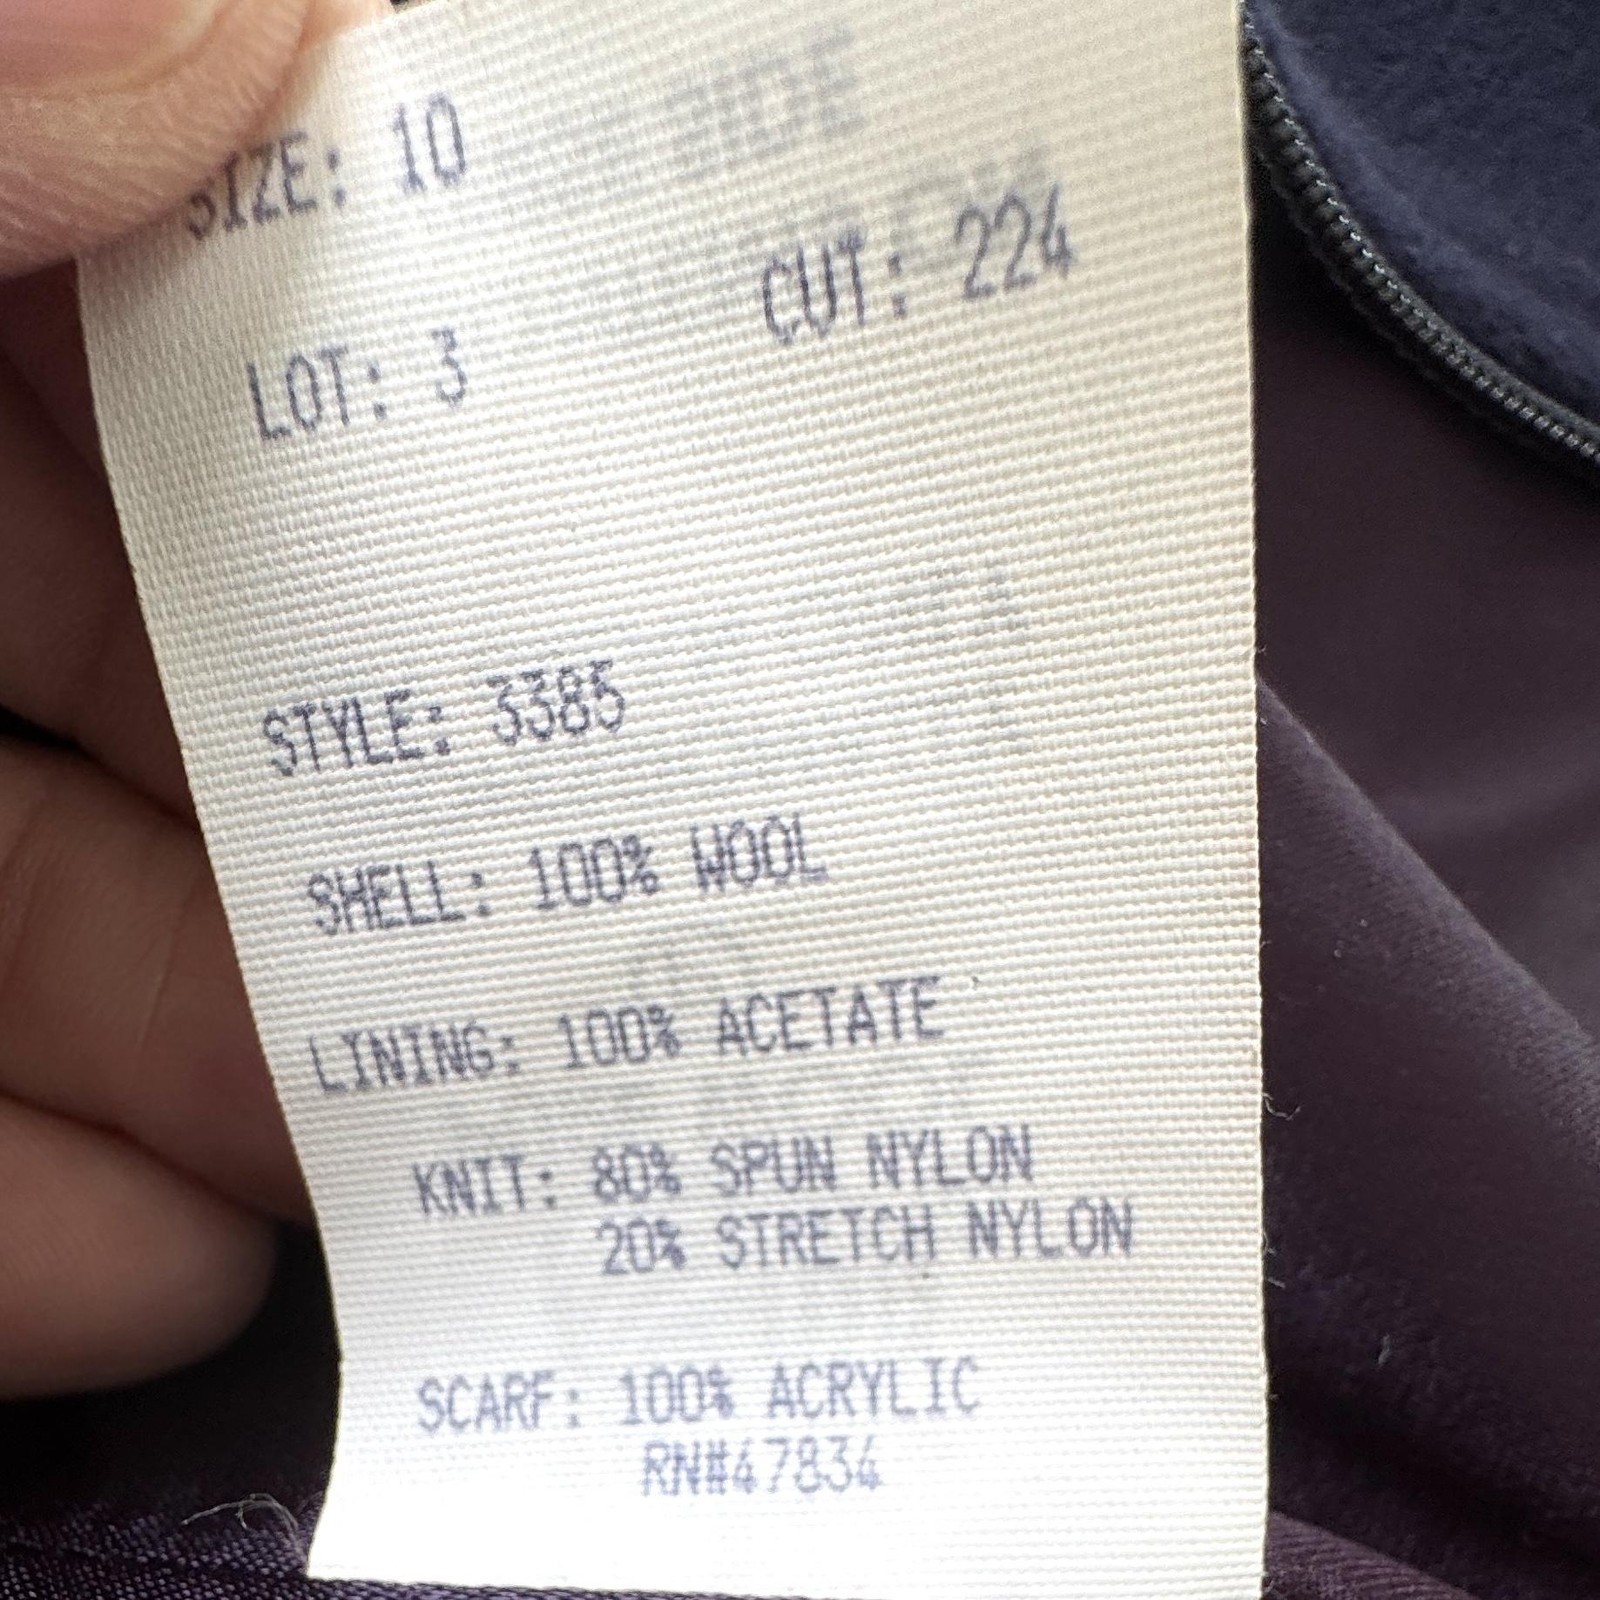 SIZE: 10
CUT: 224
LOT: 3
STYLE: 3385
SHELL: 100% WOOL
LINING: 100% ACETATE
KNIT: 80% SPUN NYLON
20% STRETCH NYLON
SCARF: 100% ACRYLIC
RN#47834